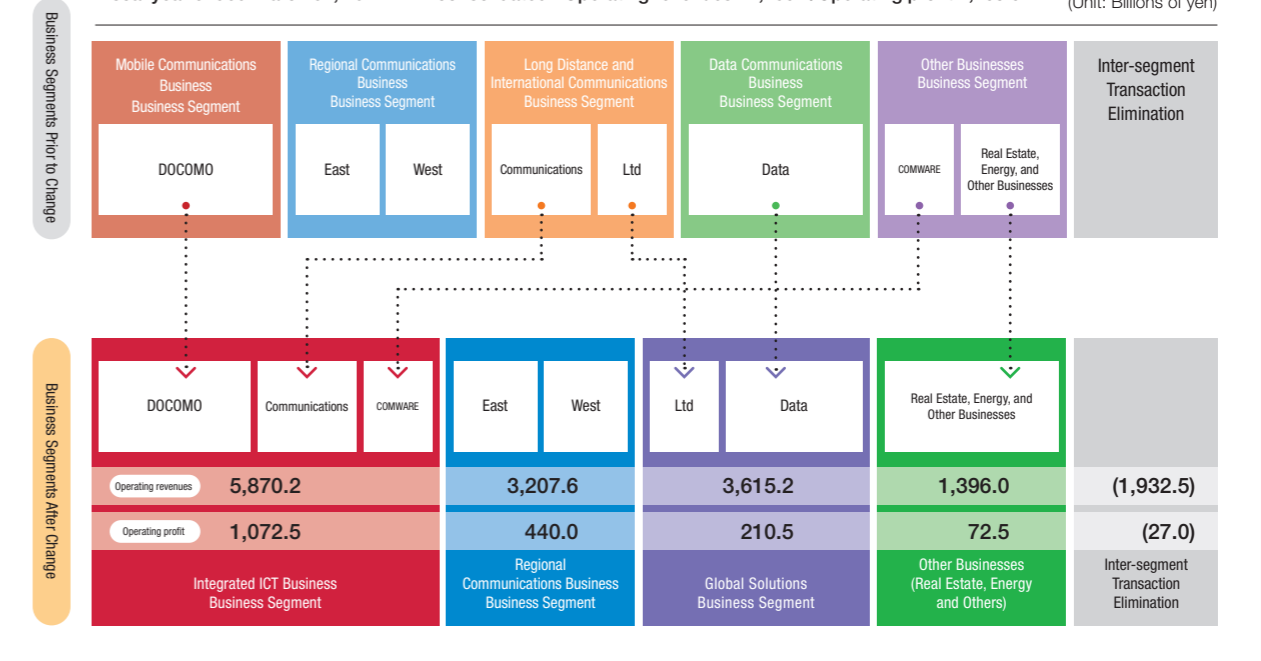 (Unit: Billions of yen)
Business Segments Prior to Change
Mobile Communications
Business
Business Segment
DOCOMO
Regional Communications
Business
Business Segment
East
West
Long Distance and
International Communications
Business Segment
Communications
Ltd
Data Communications
Business
Business Segment
Data
Other Businesses
Business Segment
COMWARE
Real Estate,
Energy, and
Other Businesses
Inter-segment
Transaction
Elimination
Business Segments After Change
DOCOMO
Communications
COMWARE
East
West
Ltd
Data
Real Estate, Energy, and
Other Businesses
Operating revenues 5,870.2 3,207.6 3,615.2 1,396.0 (1,932.5)
Operating profit 1,072.5 440.0 210.5 72.5 (27.0)
Integrated ICT Business
Business Segment
Regional
Communications Business
Business Segment
Global Solutions
Business Segment
Other Businesses
(Real Estate, Energy
and Others)
Inter-segment
Transaction
Elimination